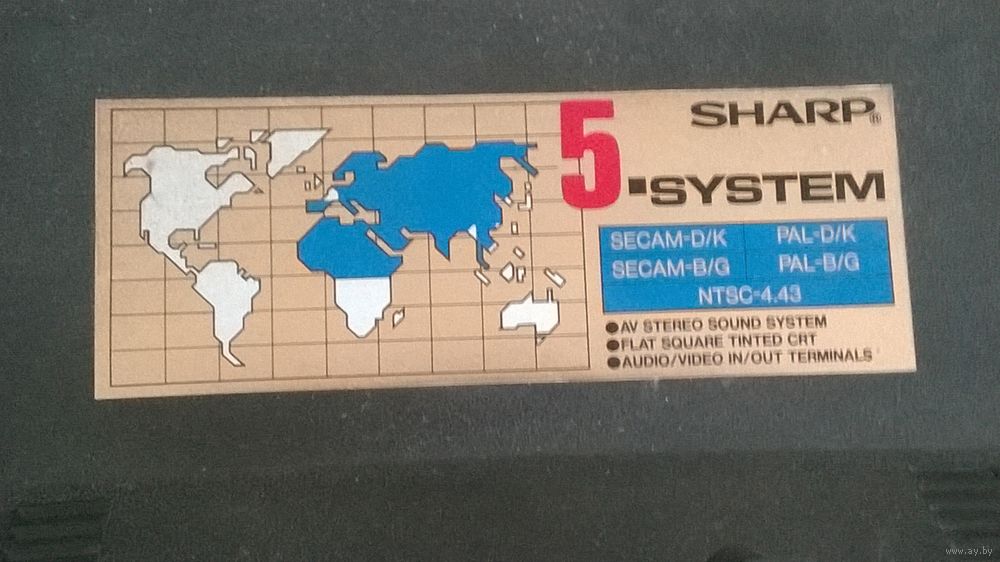 SHARP®
5-SYSTEM
SECAM-D/K PAL-D/K
SECAM-B/G PAL-B/G
NTSC-4.43
●AV STEREO SOUND SYSTEM
●FLAT SQUARE TINTED CRT
●AUDIO/VIDEO IN/OUT TERMINALS
www.ay.by